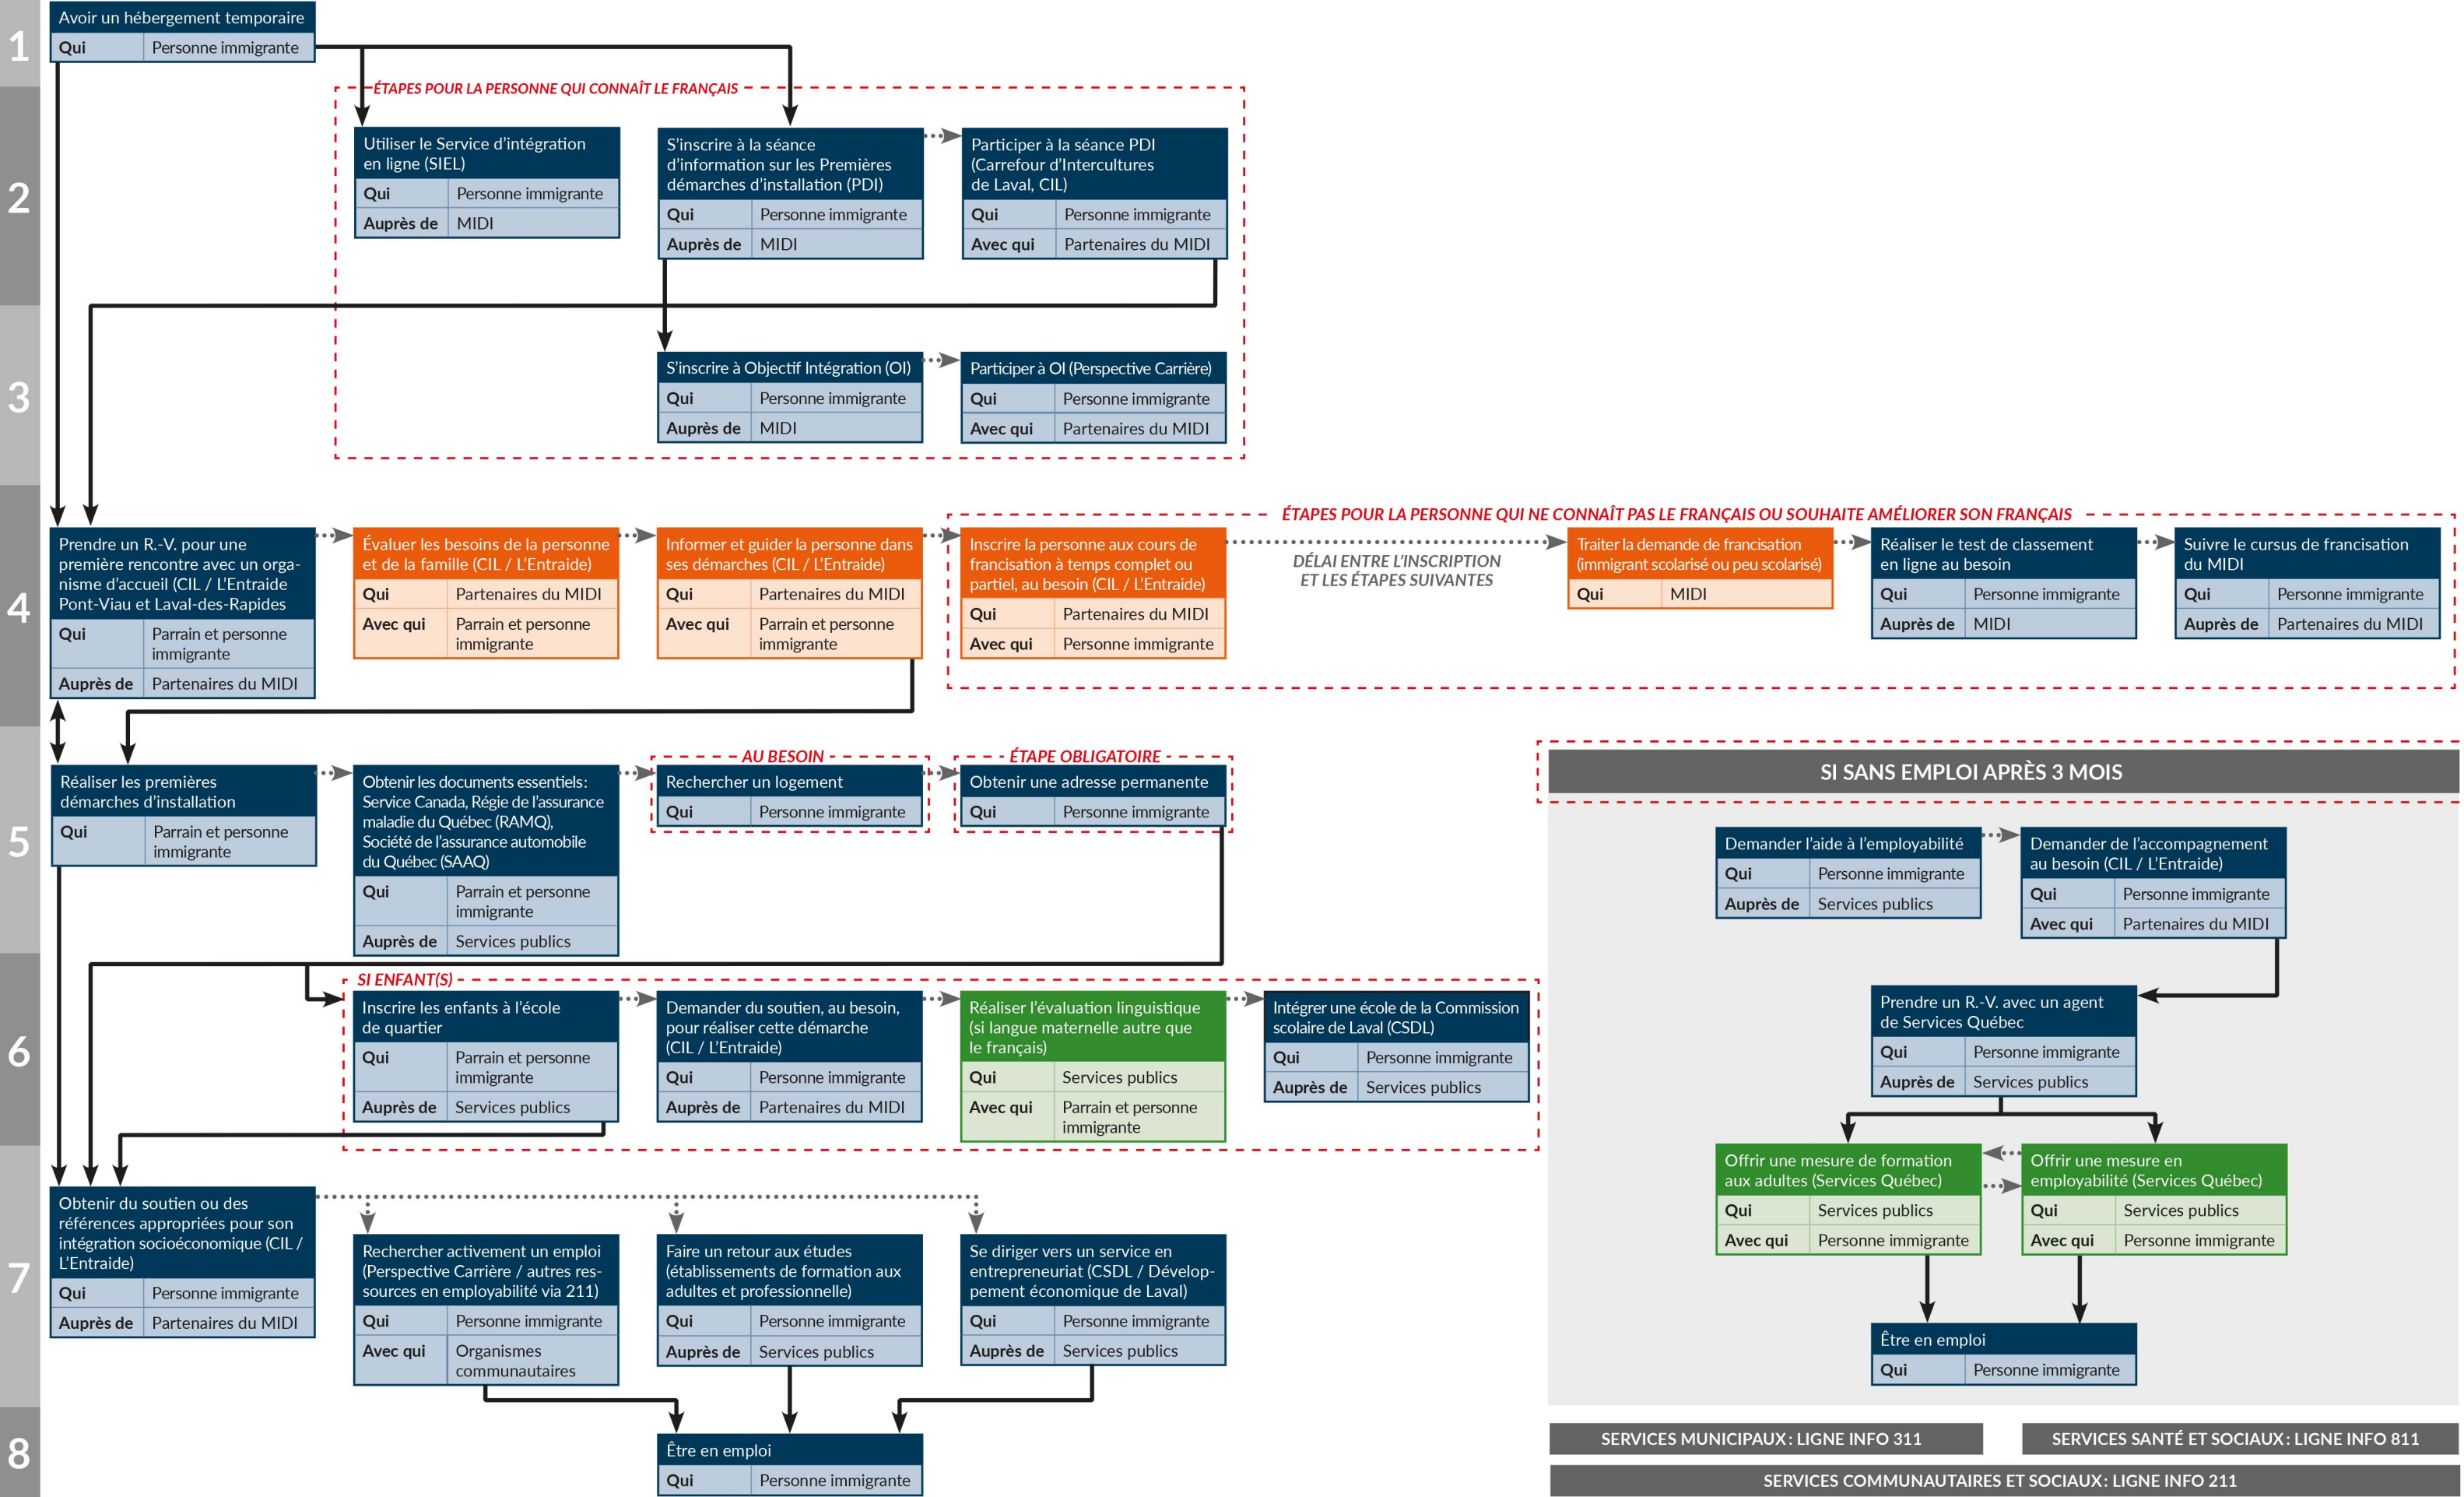 1
Avoir un hébergement temporaire
Qui
Personne immigrante
ÉTAPES POUR LA PERSONNE QUI CONNAÎT LE FRANÇAIS
2
Utiliser le Service d’intégration
en ligne (SIEL)
Qui
Personne immigrante
Auprès de
MIDI
S’inscrire à la séance
d’information sur les Premières
démarches d’installation (PDI)
Qui
Personne immigrante
Auprès de
MIDI
Participer à la séance PDI
(Carrefour d’Intercultures
de Laval, CIL)
Qui
Personne immigrante
Avec qui
Partenaires du MIDI
3
S’inscrire à Objectif Intégration (OI)
Qui
Personne immigrante
Auprès de
MIDI
Participer à OI (Perspective Carrière)
Qui
Personne immigrante
Avec qui
Partenaires du MIDI
4
Prendre un R.-V. pour une
première rencontre avec un orga-
nisme d’accueil (CIL / L’Entraide
Pont-Viau et Laval-des-Rapides
Qui
Parrain et personne
immigrante
Auprès de
Partenaires du MIDI
Évaluer les besoins de la personne
et de la famille (CIL / L’Entraide)
Qui
Partenaires du MIDI
Avec qui
Parrain et personne
immigrante
Informer et guider la personne dans
ses démarches (CIL / L’Entraide)
Qui
Partenaires du MIDI
Avec qui
Parrain et personne
immigrante
ÉTAPES POUR LA PERSONNE QUI NE CONNAÎT PAS LE FRANÇAIS OU SOUHAITE AMÉLIORER SON FRANÇAIS
Inscrire la personne aux cours de
francisation à temps complet ou
partiel, au besoin (CIL / L’Entraide)
Qui
Partenaires du MIDI
Avec qui
Personne immigrante
DÉLAI ENTRE L’INSCRIPTION
ET LES ÉTAPES SUIVANTES
Traiter la demande de francisation
(immigrant scolarisé ou peu scolarisé)
Qui
MIDI
Réaliser le test de classement
en ligne au besoin
Qui
Personne immigrante
Auprès de
MIDI
Suivre le cursus de francisation
du MIDI
Qui
Personne immigrante
Auprès de
Partenaires du MIDI
5
Réaliser les premières
démarches d’installation
Qui
Parrain et personne
immigrante
Obtenir les documents essentiels :
Service Canada, Régie de l’assurance
maladie du Québec (RAMQ),
Société de l’assurance automobile
du Québec (SAAQ)
Qui
Parrain et personne
immigrante
Auprès de
Services publics
AU BESOIN
Rechercher un logement
Qui
Personne immigrante
ÉTAPE OBLIGATOIRE
Obtenir une adresse permanente
Qui
Personne immigrante
6
SI ENFANT(S)
Inscrire les enfants à l’école
de quartier
Qui
Parrain et personne
immigrante
Auprès de
Services publics
Demander du soutien, au besoin,
pour réaliser cette démarche
(CIL / L’Entraide)
Qui
Personne immigrante
Auprès de
Partenaires du MIDI
Réaliser l’évaluation linguistique
(si langue maternelle autre que
le français)
Qui
Services publics
Avec qui
Parrain et personne
immigrante
Intégrer une école de la Commission
scolaire de Laval (CSDL)
Qui
Personne immigrante
Auprès de
Services publics
7
Obtenir du soutien ou des
références appropriées pour son
intégration socioéconomique (CIL /
L’Entraide)
Qui
Personne immigrante
Auprès de
Partenaires du MIDI
Rechercher activement un emploi
(Perspective Carrière / autres res-
sources en employabilité via 211)
Qui
Personne immigrante
Avec qui
Organismes
communautaires
Faire un retour aux études
(établissements de formation aux
adultes et professionnelle)
Qui
Personne immigrante
Auprès de
Services publics
Se diriger vers un service en
entrepreneuriat (CSDL / Dévelop-
pement économique de Laval)
Qui
Personne immigrante
Auprès de
Services publics
8
Être en emploi
Qui
Personne immigrante
SI SANS EMPLOI APRÈS 3 MOIS
Demander l’aide à l’employabilité
Qui
Personne immigrante
Auprès de
Services publics
Demander de l’accompagnement
au besoin (CIL / L’Entraide)
Qui
Personne immigrante
Avec qui
Partenaires du MIDI
Prendre un R.-V. avec un agent
de Services Québec
Qui
Personne immigrante
Auprès de
Services publics
Offrir une mesure de formation
aux adultes (Services Québec)
Qui
Services publics
Avec qui
Personne immigrante
Offrir une mesure en
employabilité (Services Québec)
Qui
Services publics
Avec qui
Personne immigrante
Être en emploi
Qui
Personne immigrante
SERVICES MUNICIPAUX : LIGNE INFO 311
SERVICES SANTÉ ET SOCIAUX : LIGNE INFO 811
SERVICES COMMUNAUTAIRES ET SOCIAUX : LIGNE INFO 211